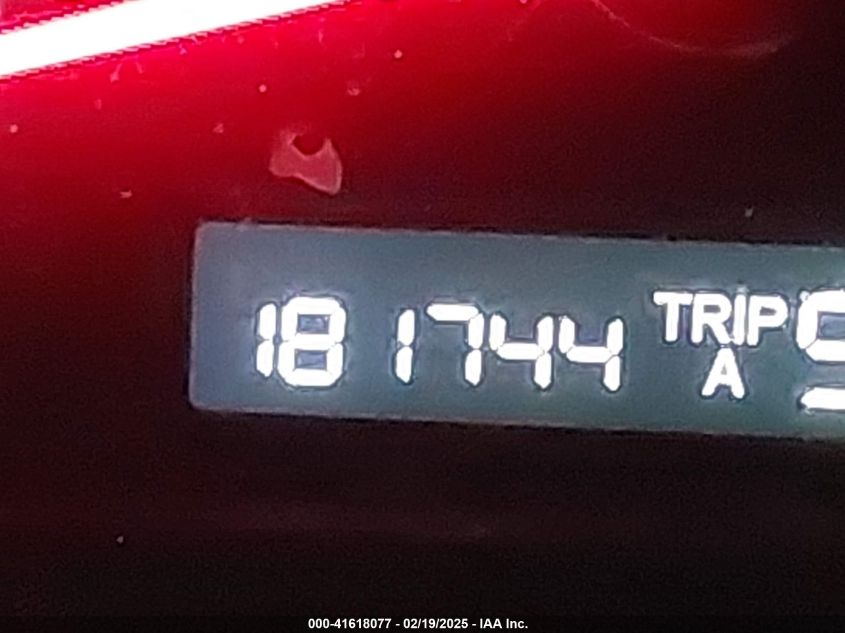 181744 TRIP
A
000-41618077 - 02/19/2025 - IAA Inc.